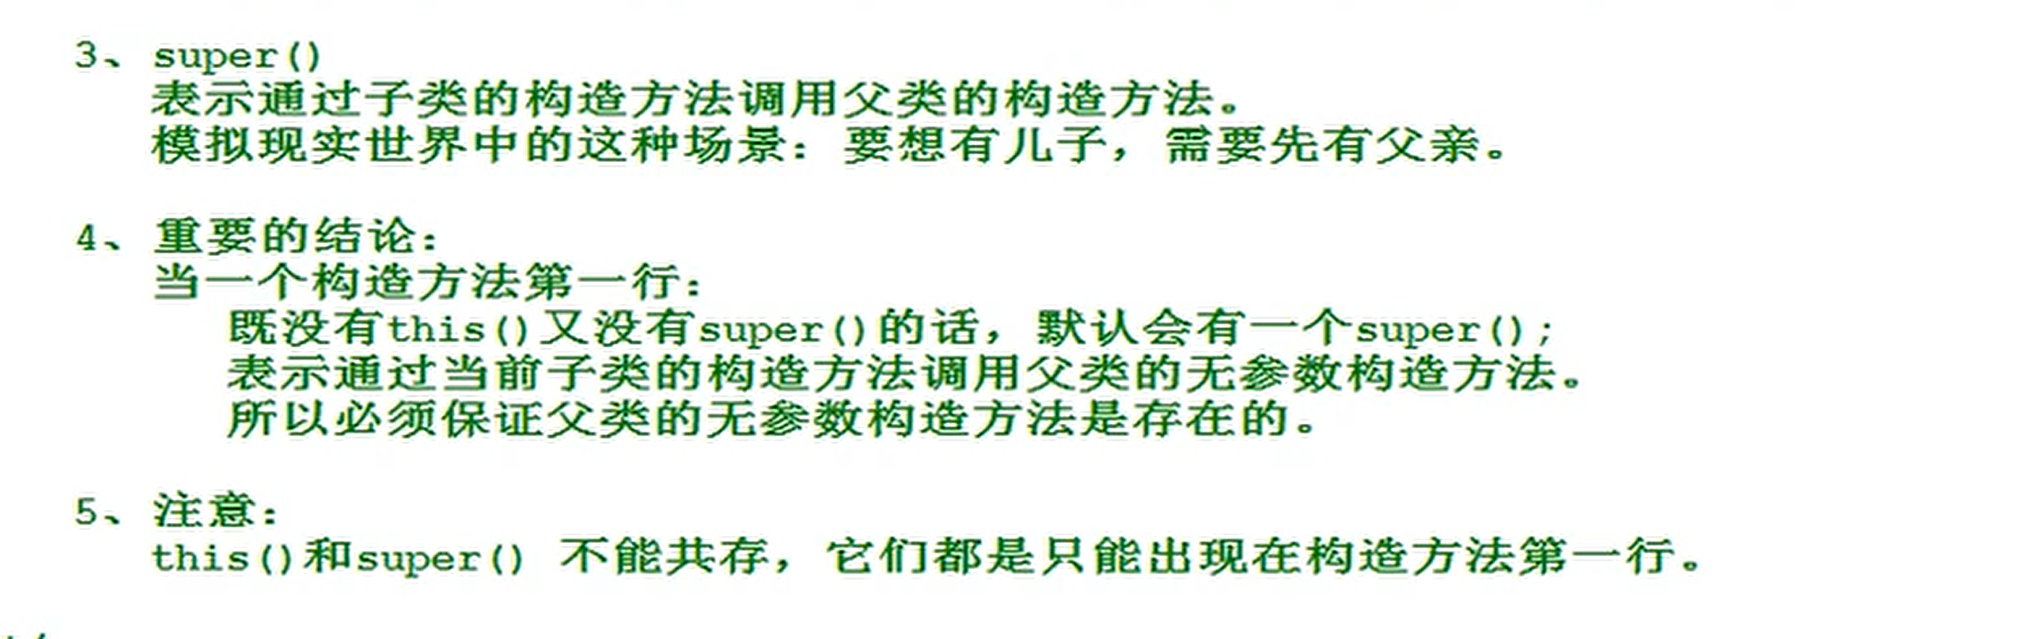 3、super()
表示通过子类的构造方法调用父类的构造方法。
模拟现实世界中的这种场景：要想有儿子，需要先有父亲。
4、重要的结论：
当一个构造方法第一行：
既没有this()又没有super()的话，默认会有一个super();
表示通过当前子类的构造方法调用父类的无参数构造方法。
所以必须保证父类的无参数构造方法是存在的。
5、注意：
this()和super() 不能共存，它们都是只能出现在构造方法第一行。